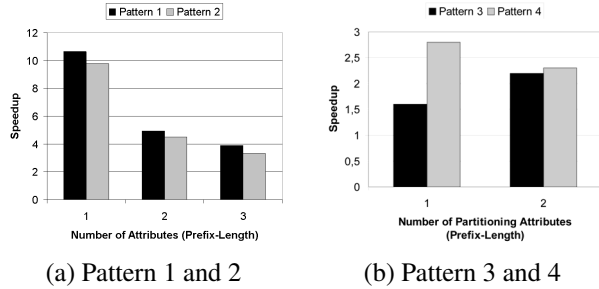 Pattern 1 Pattern 2
Speedup
12
10
8
6
4
2
0
1 2 3
Number of Attributes (Prefix-Length)
(a) Pattern 1 and 2
Pattern 3 Pattern 4
Speedup
3
2,5
2
1,5
1
0,5
0
1 2
Number of Partitioning Attributes
(Prefix-Length)
(b) Pattern 3 and 4